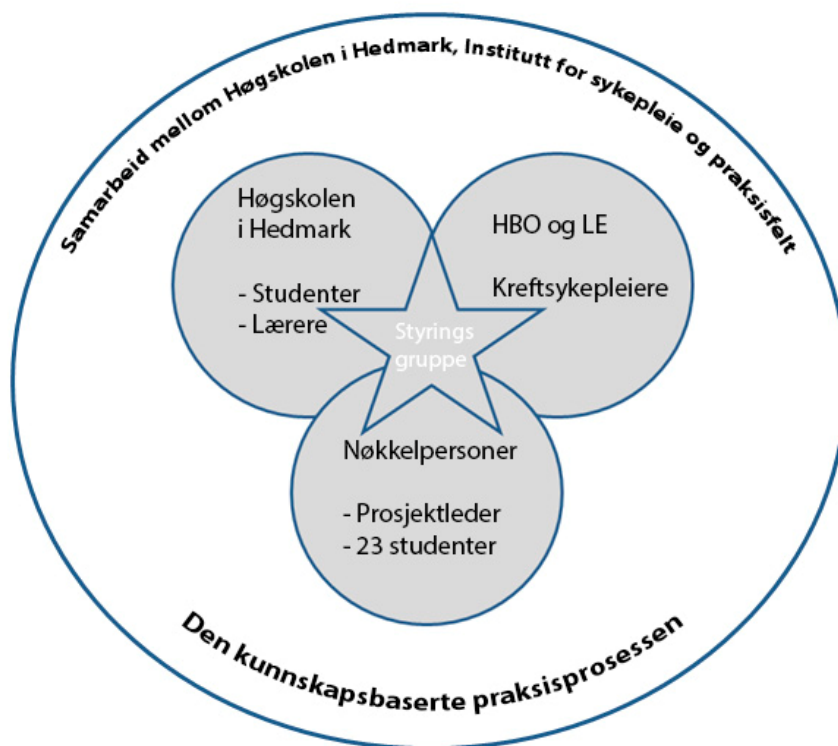 Samarbeid mellom Høgskolen i Hedmark, Institutt for sykepleie og praksisfelt
Høgskolen
i Hedmark
- Studenter
- Lærere
HBO og LE
Kreftsykepleiere
Styrings
gruppe
Nøkkelpersoner
- Prosjektleder
- 23 studenter
Den kunnskapsbaserte praksisprosessen